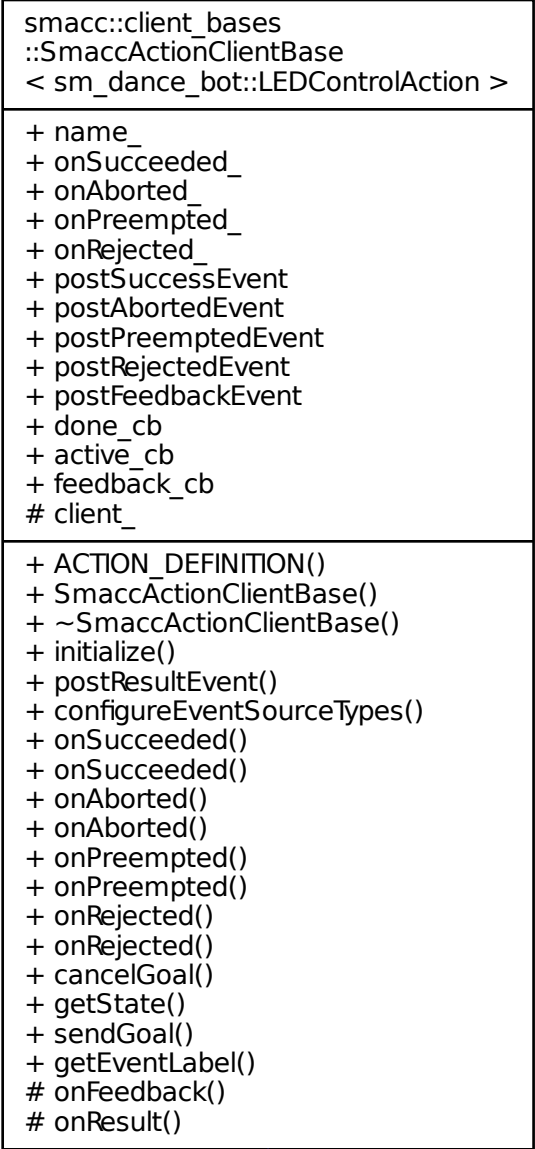 smacc::client_bases
::SmaccActionClientBase
< sm_dance_bot::LEDControlAction >
+ name_
+ onSucceeded_
+ onAborted_
+ onPreempted_
+ onRejected_
+ postSuccessEvent
+ postAbortedEvent
+ postPreemptedEvent
+ postRejectedEvent
+ postFeedbackEvent
+ done_cb
+ active_cb
+ feedback_cb
# client_
+ ACTION_DEFINITION()
+ SmaccActionClientBase()
+ ~SmaccActionClientBase()
+ initialize()
+ postResultEvent()
+ configureEventSourceTypes()
+ onSucceeded()
+ onSucceeded()
+ onAborted()
+ onAborted()
+ onPreempted()
+ onPreempted()
+ onRejected()
+ onRejected()
+ cancelGoal()
+ getState()
+ sendGoal()
+ getEventLabel()
# onFeedback()
# onResult()